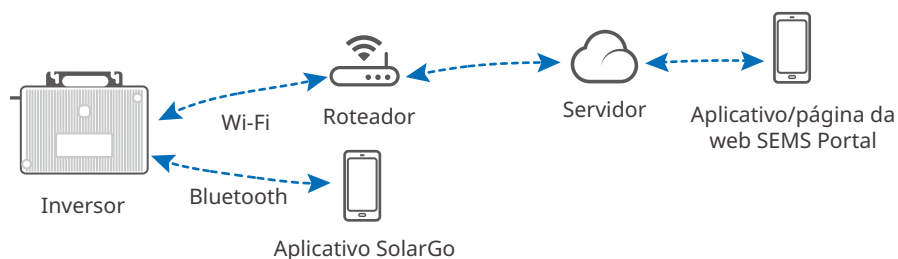 Wi-Fi
Roteador
Servidor
Aplicativo/página da
web SEMS Portal
Inversor
Bluetooth
Aplicativo SolarGo